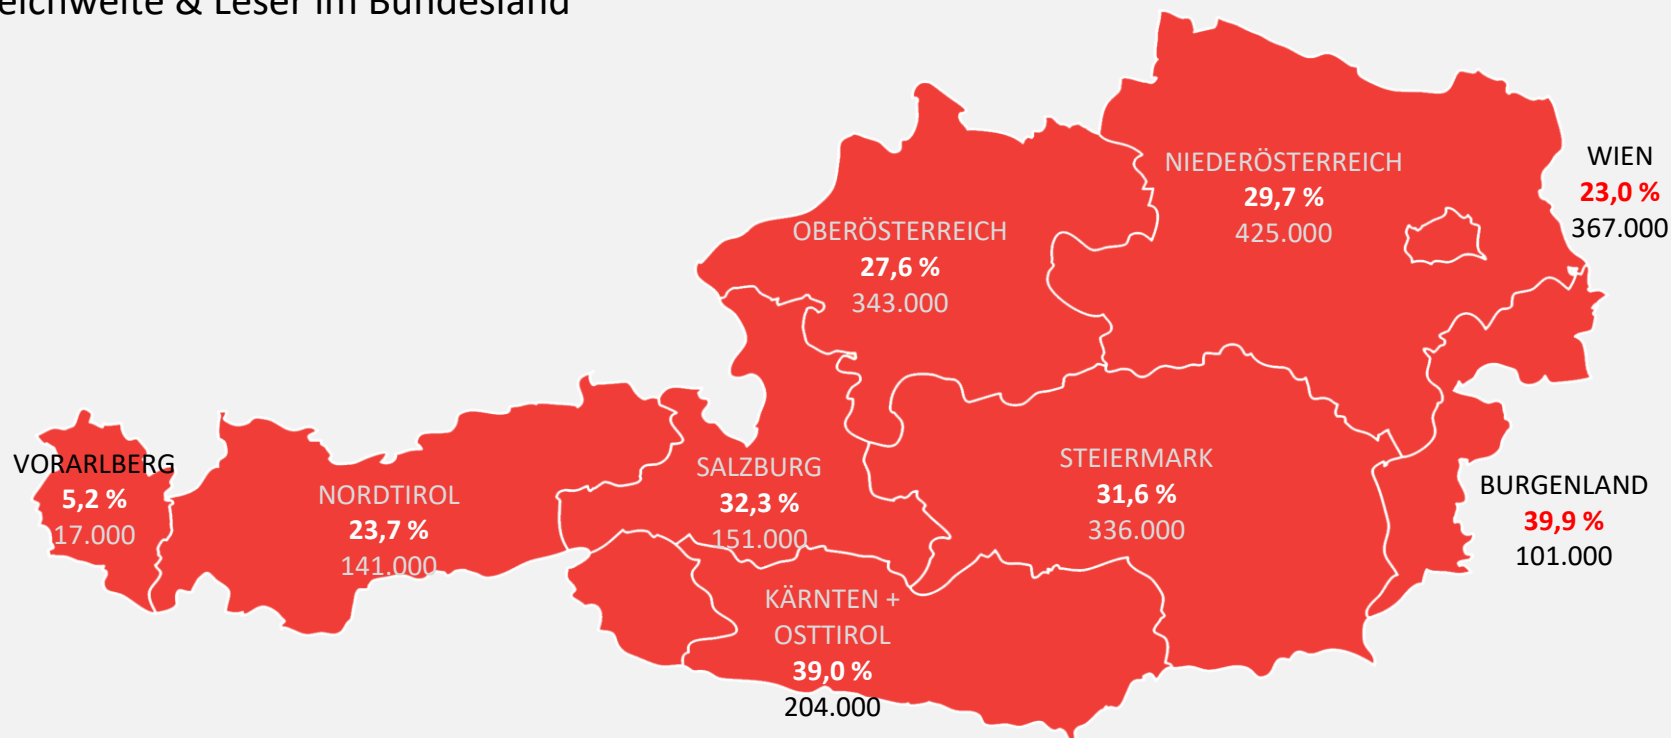 & Leser im Bundesland
NIEDERÖSTERREICH
29,7 %
425.000
WIEN
23,0 %
367.000
OBERÖSTERREICH
27,6 %
343.000
VORARLBERG
5,2 %
17.000
NORDTIROL
23,7 %
141.000
SALZBURG
32,3 %
151.000
STEIERMARK
31,6 %
336.000
BURGENLAND
39,9 %
101.000
KÄRNTEN +
OSTTIROL
39,0 %
204.000